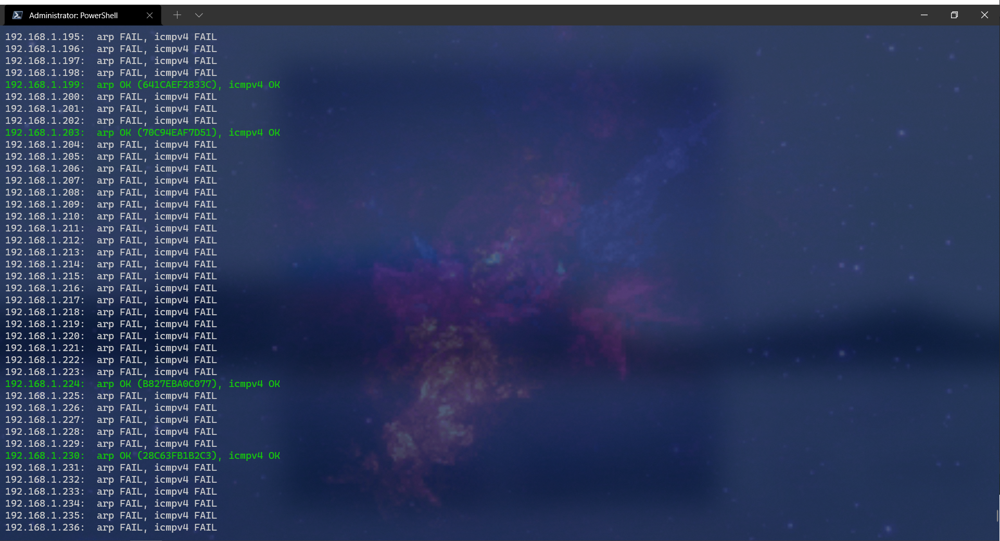 Administrator: PowerShell
192.168.1.195:  arp FAIL, icmpv4 FAIL
192.168.1.196:  arp FAIL, icmpv4 FAIL
192.168.1.197:  arp FAIL, icmpv4 FAIL
192.168.1.198:  arp FAIL, icmpv4 FAIL
192.168.1.199:  arp OK (641CAEF2833C), icmpv4 OK
192.168.1.200:  arp FAIL, icmpv4 FAIL
192.168.1.201:  arp FAIL, icmpv4 FAIL
192.168.1.202:  arp FAIL, icmpv4 FAIL
192.168.1.203:  arp OK (70C94EAF7D51), icmpv4 OK
192.168.1.204:  arp FAIL, icmpv4 FAIL
192.168.1.205:  arp FAIL, icmpv4 FAIL
192.168.1.206:  arp FAIL, icmpv4 FAIL
192.168.1.207:  arp FAIL, icmpv4 FAIL
192.168.1.208:  arp FAIL, icmpv4 FAIL
192.168.1.209:  arp FAIL, icmpv4 FAIL
192.168.1.210:  arp FAIL, icmpv4 FAIL
192.168.1.211:  arp FAIL, icmpv4 FAIL
192.168.1.212:  arp FAIL, icmpv4 FAIL
192.168.1.213:  arp FAIL, icmpv4 FAIL
192.168.1.214:  arp FAIL, icmpv4 FAIL
192.168.1.215:  arp FAIL, icmpv4 FAIL
192.168.1.216:  arp FAIL, icmpv4 FAIL
192.168.1.217:  arp FAIL, icmpv4 FAIL
192.168.1.218:  arp FAIL, icmpv4 FAIL
192.168.1.219:  arp FAIL, icmpv4 FAIL
192.168.1.220:  arp FAIL, icmpv4 FAIL
192.168.1.221:  arp FAIL, icmpv4 FAIL
192.168.1.222:  arp FAIL, icmpv4 FAIL
192.168.1.223:  arp FAIL, icmpv4 FAIL
192.168.1.224:  arp OK (B827EBA0C077), icmpv4 OK
192.168.1.225:  arp FAIL, icmpv4 FAIL
192.168.1.226:  arp FAIL, icmpv4 FAIL
192.168.1.227:  arp FAIL, icmpv4 FAIL
192.168.1.228:  arp FAIL, icmpv4 FAIL
192.168.1.229:  arp FAIL, icmpv4 FAIL
192.168.1.230:  arp OK (28C63FB1B2C3), icmpv4 OK
192.168.1.231:  arp FAIL, icmpv4 FAIL
192.168.1.232:  arp FAIL, icmpv4 FAIL
192.168.1.233:  arp FAIL, icmpv4 FAIL
192.168.1.234:  arp FAIL, icmpv4 FAIL
192.168.1.235:  arp FAIL, icmpv4 FAIL
192.168.1.236:  arp FAIL, icmpv4 FAIL